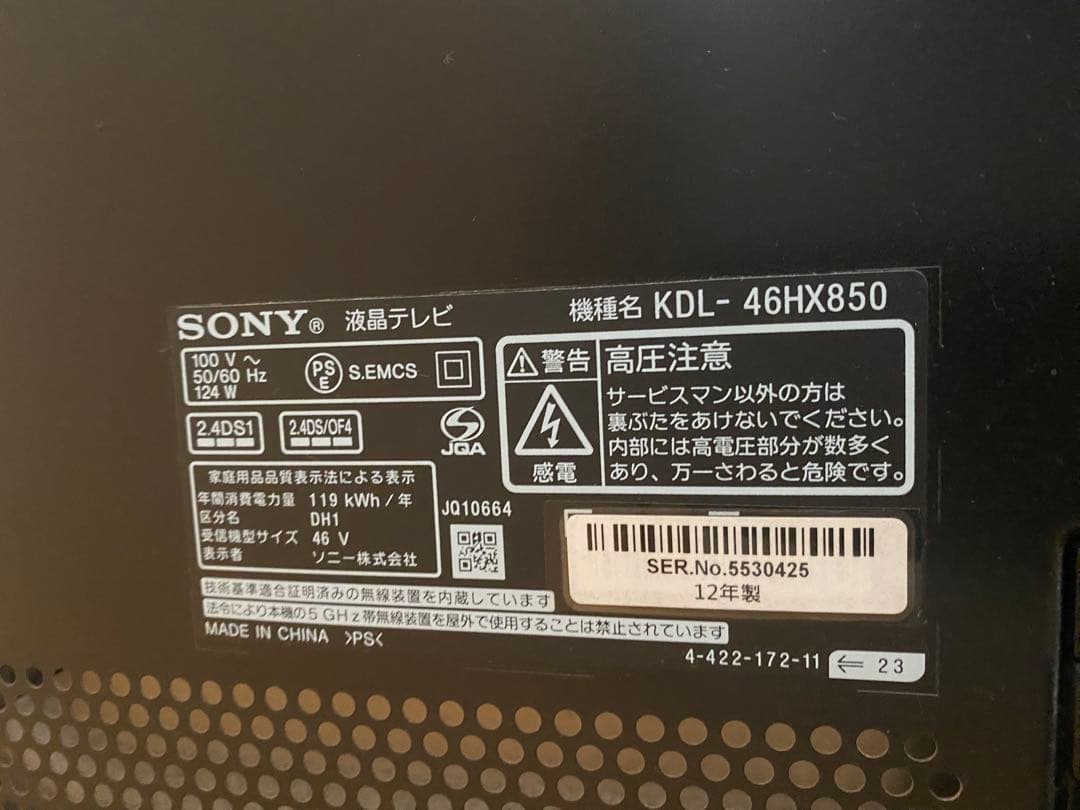 SONY® 液晶テレビ
機種名 KDL- 46HX850
100 V ～
50/60 Hz
124 W
PS
E
S.EMCS
2.4DS1
2.4DS/OF4
JQA
警告
高圧注意
サービスマン以外の方は
裏ぶたをあけないでください。
内部には高電圧部分が数多く
あり、万一さわると危険です。
感電
家庭用品品質表示法による表示
年間消費電力量 119 kWh / 年
区分名 DH1
受信機型サイズ 46 V
表示者 ソニー株式会社
JQ10664
SER.No.5530425
12年製
技術基準適合証明済みの無線装置を内蔵しています
法令により本機の5 GHz帯無線装置を屋外で使用することは禁止されています
MADE IN CHINA >PS<
4-422-172-11 ⇐ 23